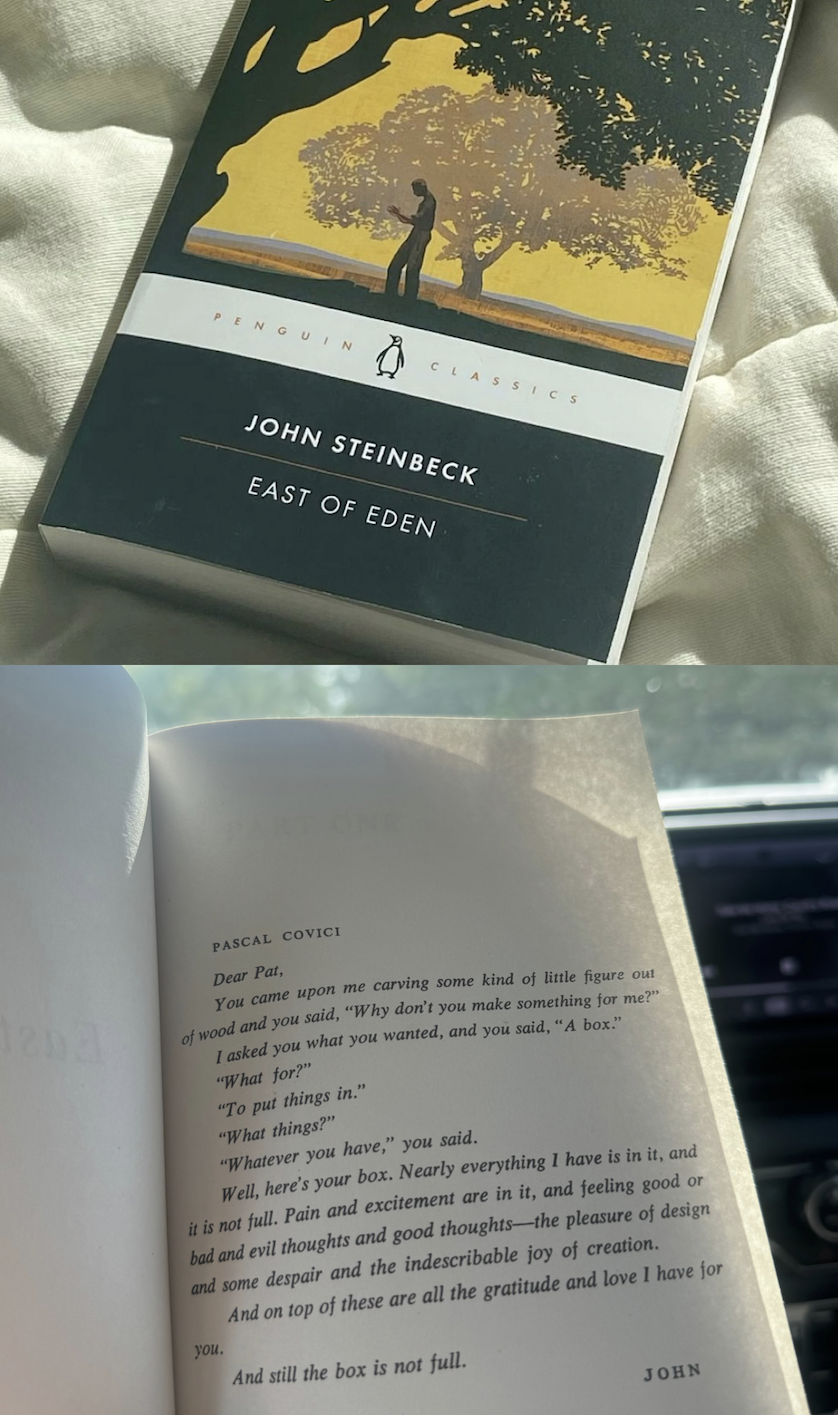 PENGUIN CLASSICS
JOHN STEINBECK
EAST OF EDEN
PART ONE
PASCAL COVICI
Dear Pat,
You came upon me carving some kind of little figure out
of wood and you said, “Why don’t you make something for me?”
I asked you what you wanted, and you said, “A box.”
“What for?”
“To put things in.”
“What things?”
“Whatever you have,” you said.
Well, here’s your box. Nearly everything I have is in it, and
it is not full. Pain and excitement are in it, and feeling good or
bad and evil thoughts and good thoughts—the pleasure of design
and some despair and the indescribable joy of creation.
And on top of these are all the gratitude and love I have for
you.
And still the box is not full.
JOHN